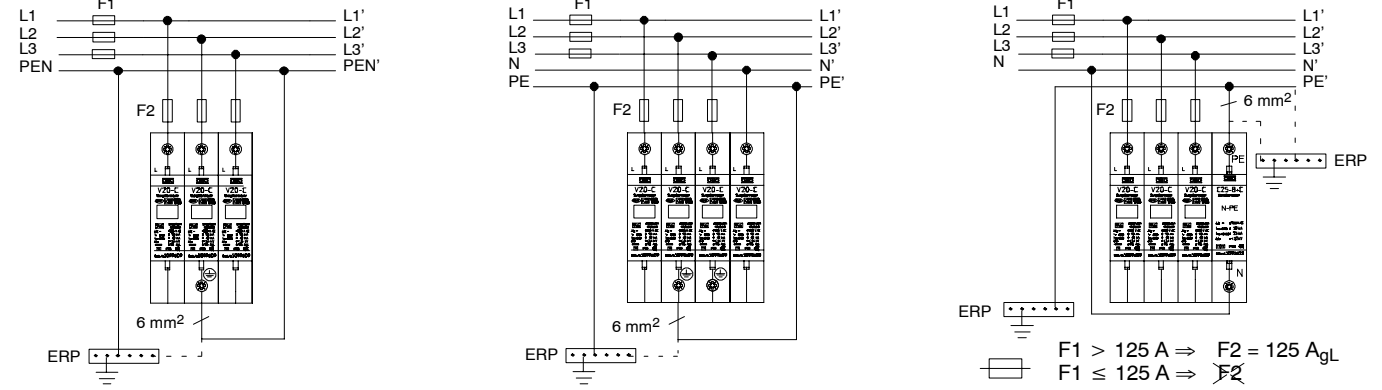 F1
L1 L1'
L2 L2'
L3 L3'
PEN PEN'
F2
L L
V20-C V20-C V20-C
6 mm²
ERP
F1
L1 L1'
L2 L2'
L3 L3'
N N'
PE PE'
F2
L L
V20-C V20-C V20-C V20-C
6 mm²
ERP
F1
L1 L1'
L2 L2'
L3 L3'
N N'
PE'
F2
6 mm²
ERP
L L PE
V20-C V20-C V20-C C25-B+C
N-PE
N
ERP
F1 > 125 A ⇒ F2 = 125 AgL
F1 ≤ 125 A ⇒ F2